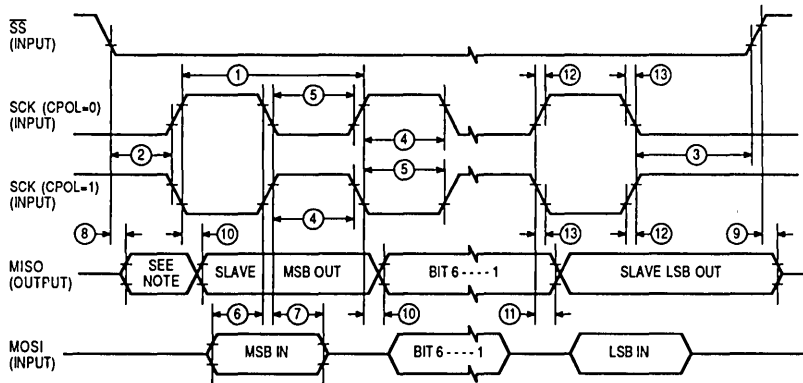 SS
(INPUT)
① ⑫ ⑬
SCK (CPOL=0)
(INPUT)
⑤
④
② ③
SCK (CPOL=1)
(INPUT)
⑤
④
⑧ ⑩ ⑬ ⑫ ⑨
MISO
(OUTPUT)
SEE
NOTE
SLAVE MSB OUT
BIT 6 - - - - 1
SLAVE LSB OUT
⑥ ⑦ ⑩ ⑪
MOSI
(INPUT)
MSB IN
BIT 6 - - - - 1
LSB IN